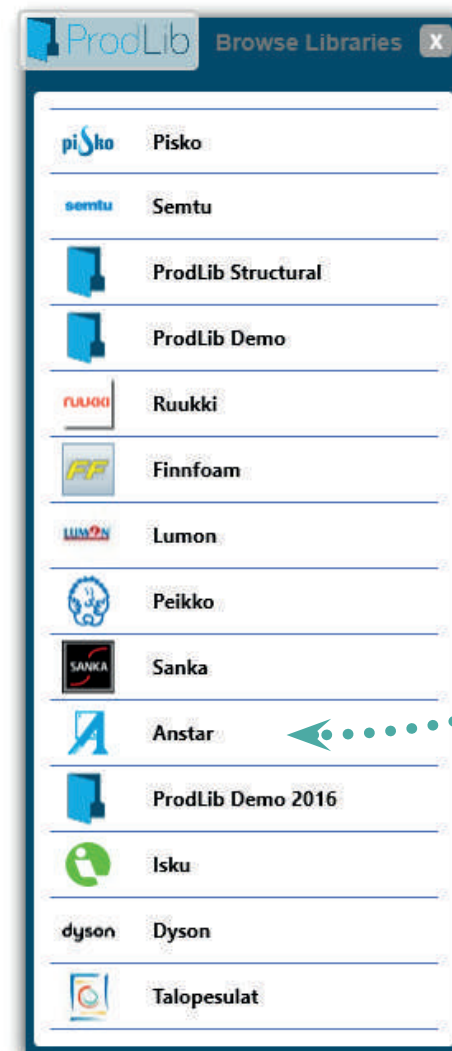 ProdLib Browse Libraries X
piSko Pisko
semtu Semtu
ProdLib Structural
ProdLib Demo
ruukki Ruukki
FF Finnfoam
LUMON Lumon
Peikko
SANKA Sanka
Anstar
ProdLib Demo 2016
Isku
dyson Dyson
Talopesulat